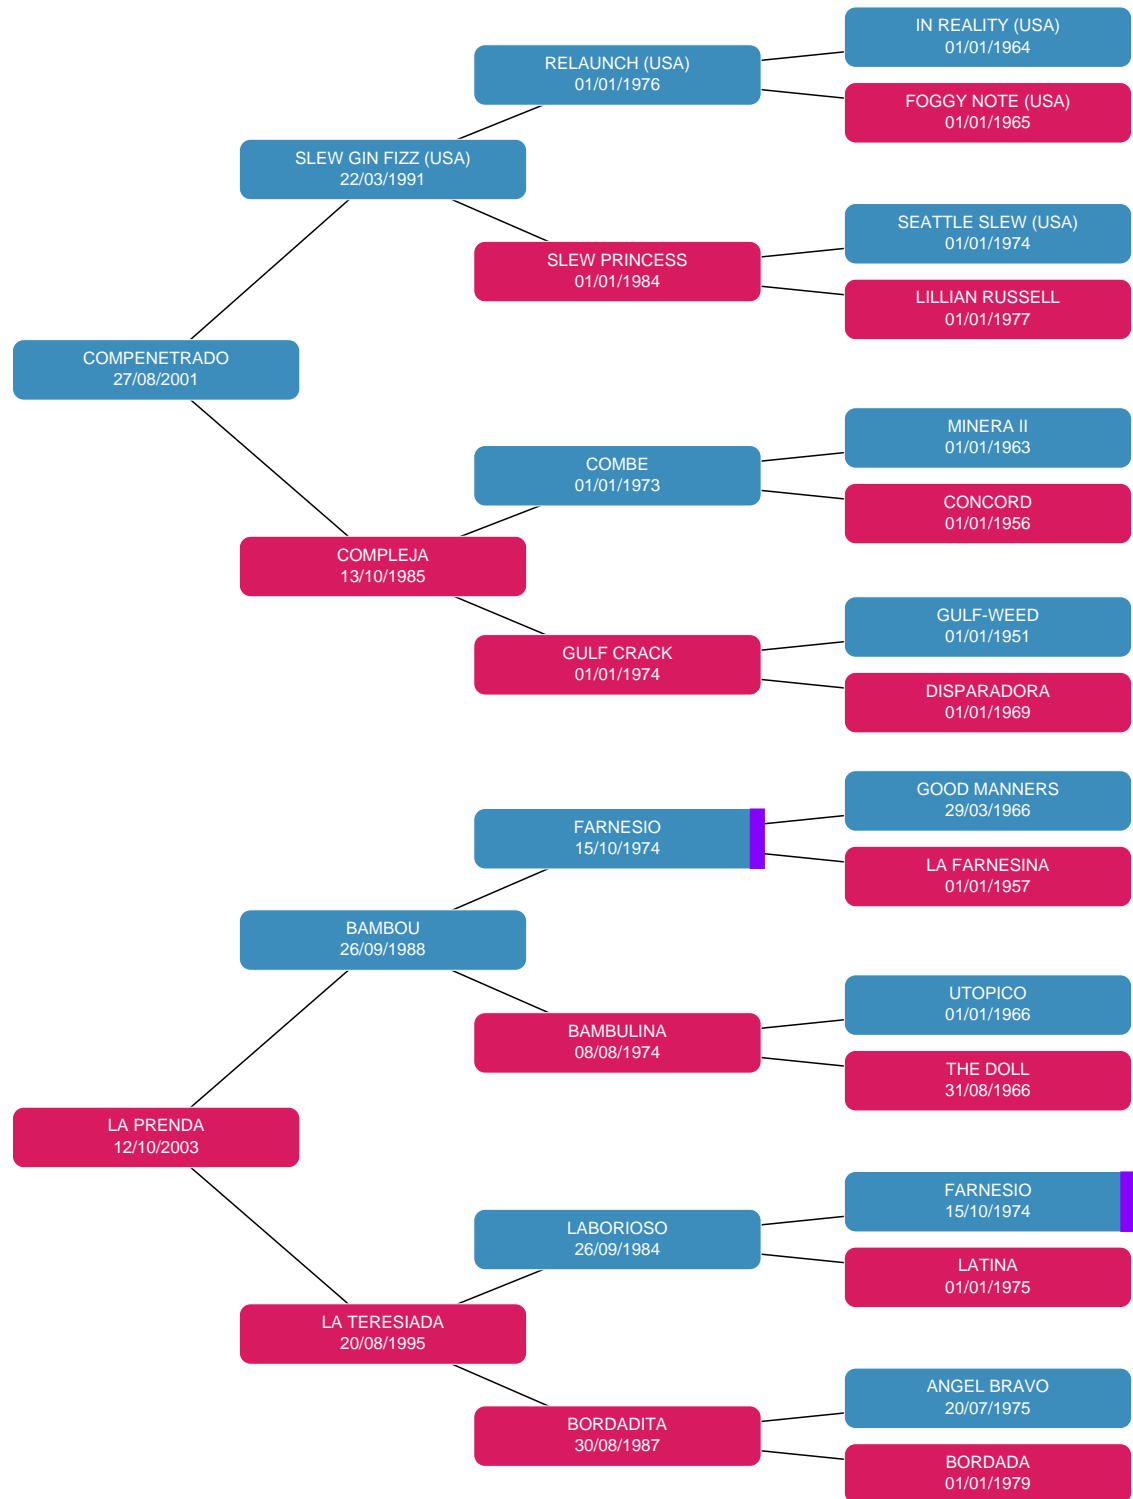 IN REALITY (USA)
01/01/1964
RELAUNCH (USA)
01/01/1976
FOGGY NOTE (USA)
01/01/1965
SLEW GIN FIZZ (USA)
22/03/1991
SEATTLE SLEW (USA)
01/01/1974
SLEW PRINCESS
01/01/1984
LILLIAN RUSSELL
01/01/1977
COMPENETRADO
27/08/2001
MINERA II
01/01/1963
COMBE
01/01/1973
CONCORD
01/01/1956
COMPLEJA
13/10/1985
GULF-WEED
01/01/1951
GULF CRACK
01/01/1974
DISPARADORA
01/01/1969
GOOD MANNERS
29/03/1966
FARNESIO
15/10/1974
LA FARNESINA
01/01/1957
BAMBOU
26/09/1988
UTOPICO
01/01/1966
BAMBULINA
08/08/1974
THE DOLL
31/08/1966
LA PRENDA
12/10/2003
FARNESIO
15/10/1974
LABORIOSO
26/09/1984
LATINA
01/01/1975
LA TERESIADA
20/08/1995
ANGEL BRAVO
20/07/1975
BORDADITA
30/08/1987
BORDADA
01/01/1979